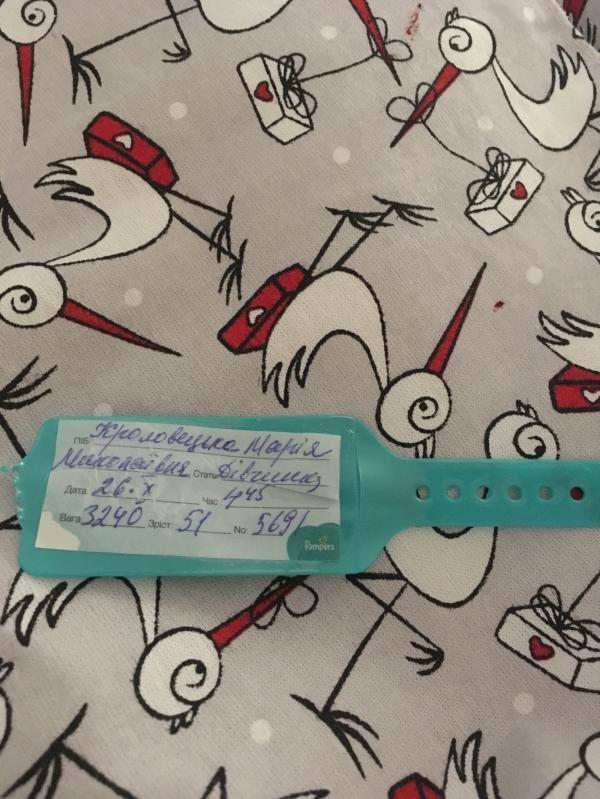 ПІБ Кроловецька Марія
Миколаївна Стать Дівчинка
Дата 26. X Час 4 45
Вага 3240 Зріст: 51 No: 5691
Pampers